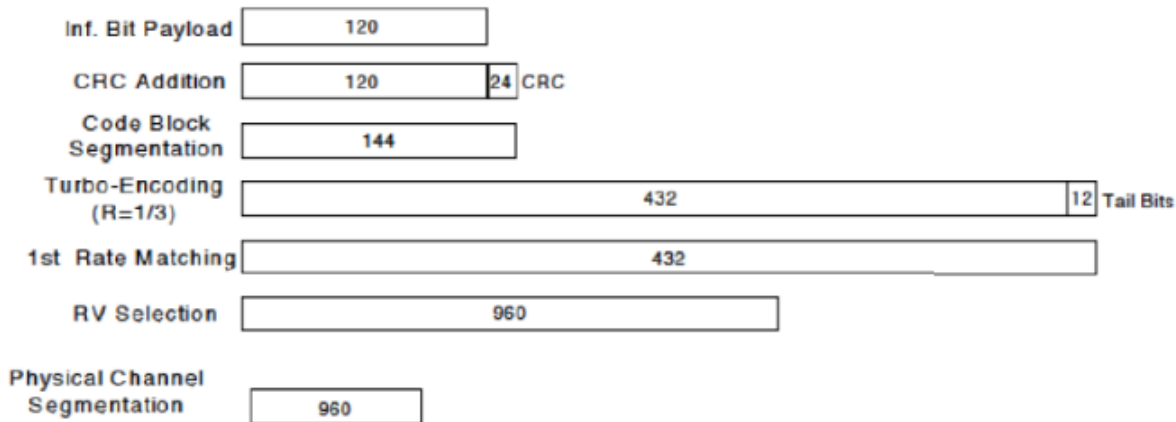 Inf. Bit Payload 120
CRC Addition 120 24 CRC
Code Block
Segmentation 144
Turbo-Encoding
(R=1/3) 432 12 Tail Bits
1st Rate Matching 432
RV Selection 960
Physical Channel
Segmentation 960